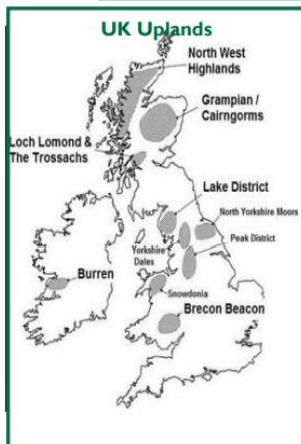 UK Uplands
North West
Highlands
Grampian /
Cairngorms
Loch Lomond &
The Trossachs
Lake District
North Yorkshire Moors
Yorkshire
Dales
Peak District
Burren
Snowdonia
Brecon Beacon